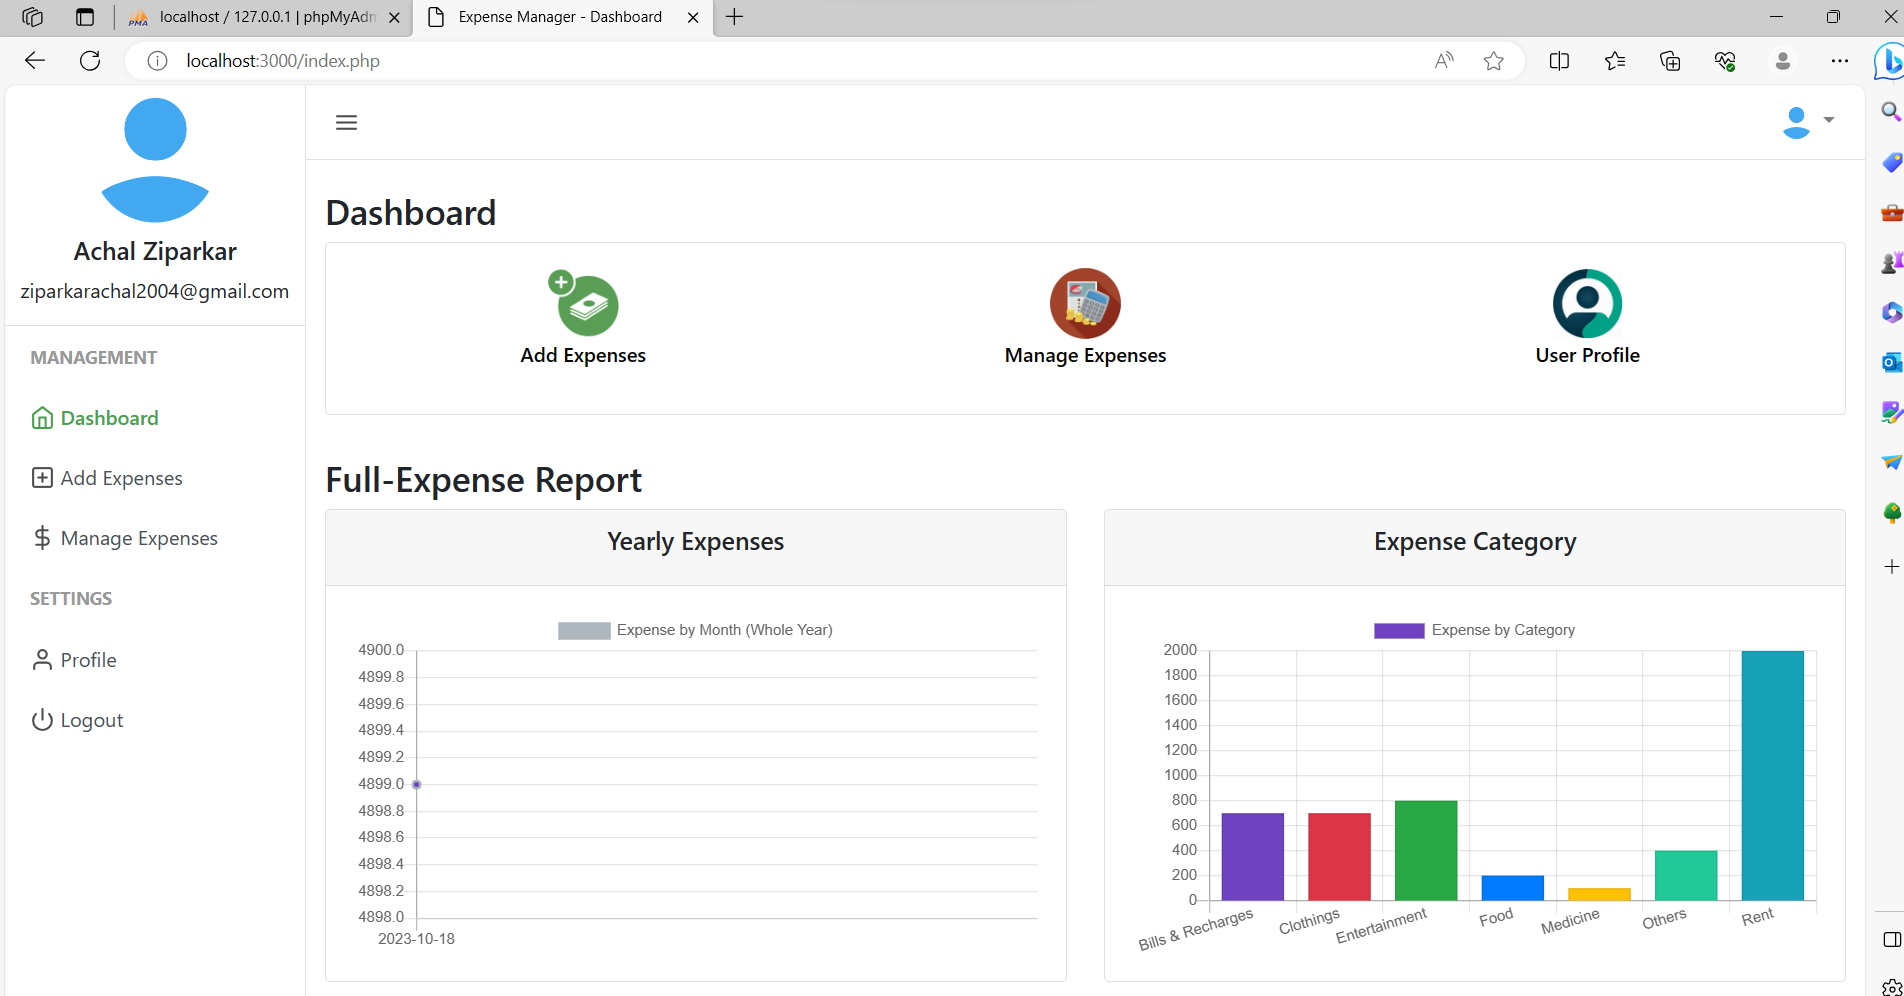 localhost / 127.0.0.1 | phpMyAdm
Expense Manager - Dashboard
localhost:3000/index.php
Achal Ziparkar
ziparkarachal2004@gmail.com
MANAGEMENT
Dashboard
Add Expenses
Manage Expenses
SETTINGS
Profile
Logout
Dashboard
Add Expenses
Manage Expenses
User Profile
Full-Expense Report
Yearly Expenses
Expense by Month (Whole Year)
4900.0
4899.8
4899.6
4899.4
4899.2
4899.0
4898.8
4898.6
4898.4
4898.2
4898.0
2023-10-18
Expense Category
Expense by Category
2000
1800
1600
1400
1200
1000
800
600
400
200
0
Bills & Recharges
Clothings
Entertainment
Food
Medicine
Others
Rent